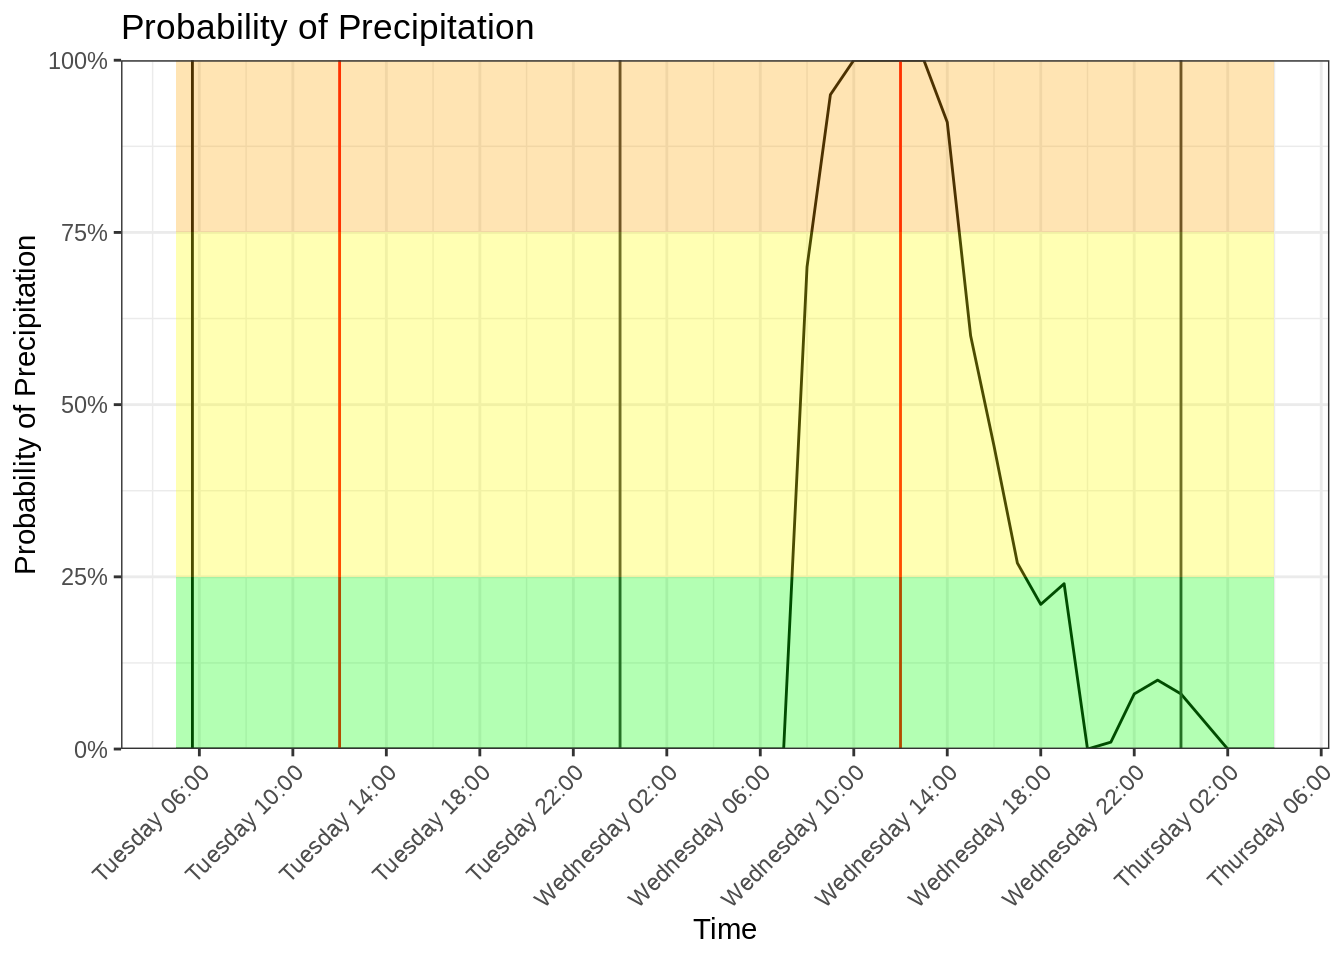 Probability of Precipitation
Probability of Precipitation
100%
75%
50%
25%
0%
Tuesday 06:00
Tuesday 10:00
Tuesday 14:00
Tuesday 18:00
Tuesday 22:00
Wednesday 02:00
Wednesday 06:00
Wednesday 10:00
Wednesday 14:00
Wednesday 18:00
Wednesday 22:00
Thursday 02:00
Thursday 06:00
Time